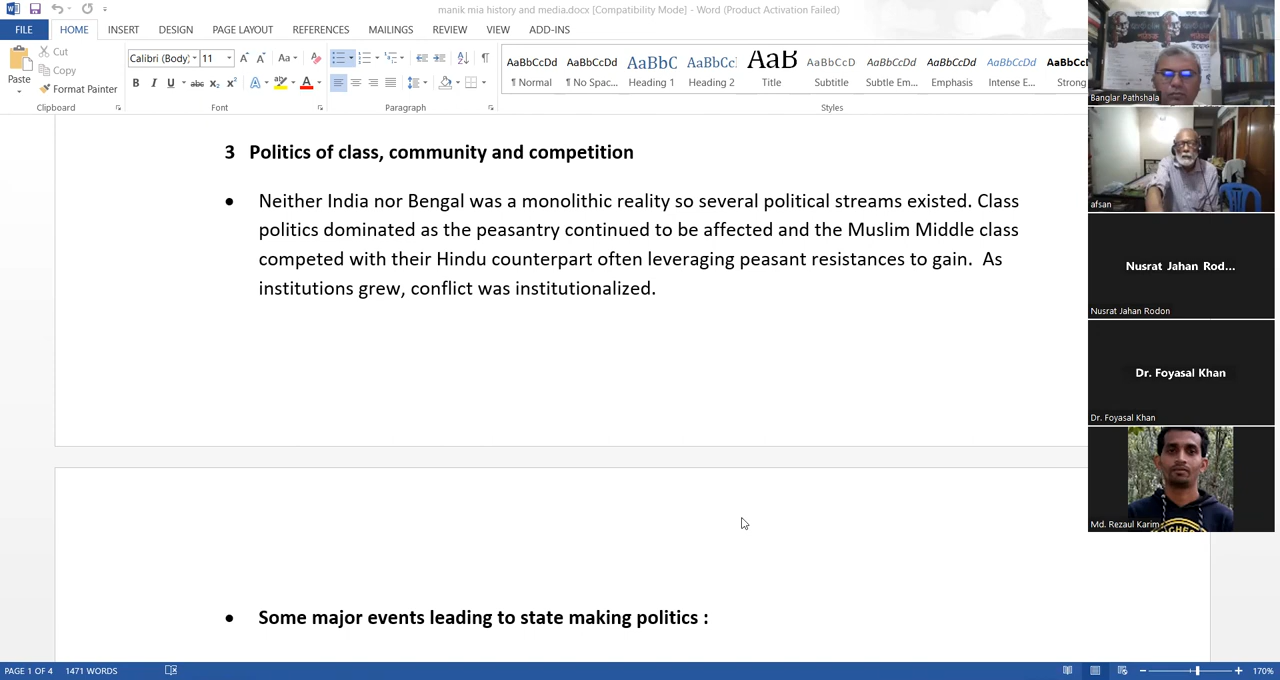 manik mia history and media.docx [Compatibility Mode] - Word (Product Activation Failed)
FILE HOME INSERT DESIGN PAGE LAYOUT REFERENCES MAILINGS REVIEW VIEW ADD-INS
Paste
Cut
Copy
Format Painter
Clipboard
Calibri (Body) 11
Font
Paragraph
AaBbCcDd AaBbCcDd AaBbC AaBbCc AaB AaBbCcD AaBbCcDd AaBbCcDd AaBbCcDd AaBbCc
¶ Normal ¶ No Spac... Heading 1 Heading 2 Title Subtitle Subtle Em... Emphasis Intense E... Strong
Styles
3 Politics of class, community and competition
• Neither India nor Bengal was a monolithic reality so several political streams existed. Class
politics dominated as the peasantry continued to be affected and the Muslim Middle class
competed with their Hindu counterpart often leveraging peasant resistances to gain. As
institutions grew, conflict was institutionalized.
• Some major events leading to state making politics :
Banglar Pathshala
afsan
Nusrat Jahan Rod...
Nusrat Jahan Rodon
Dr. Foyasal Khan
Dr. Foyasal Khan
Md. Rezaul Karim
PAGE 1 OF 4 1471 WORDS
170%